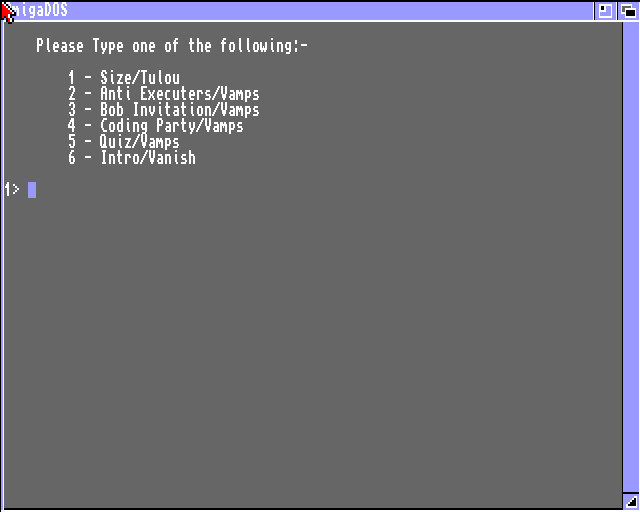 AmigaDOS
Please Type one of the following:-
1 - Size/Tulou
2 - Anti Executers/Vamps
3 - Bob Invitation/Vamps
4 - Coding Party/Vamps
5 - Quiz/Vamps
6 - Intro/Vanish
1>